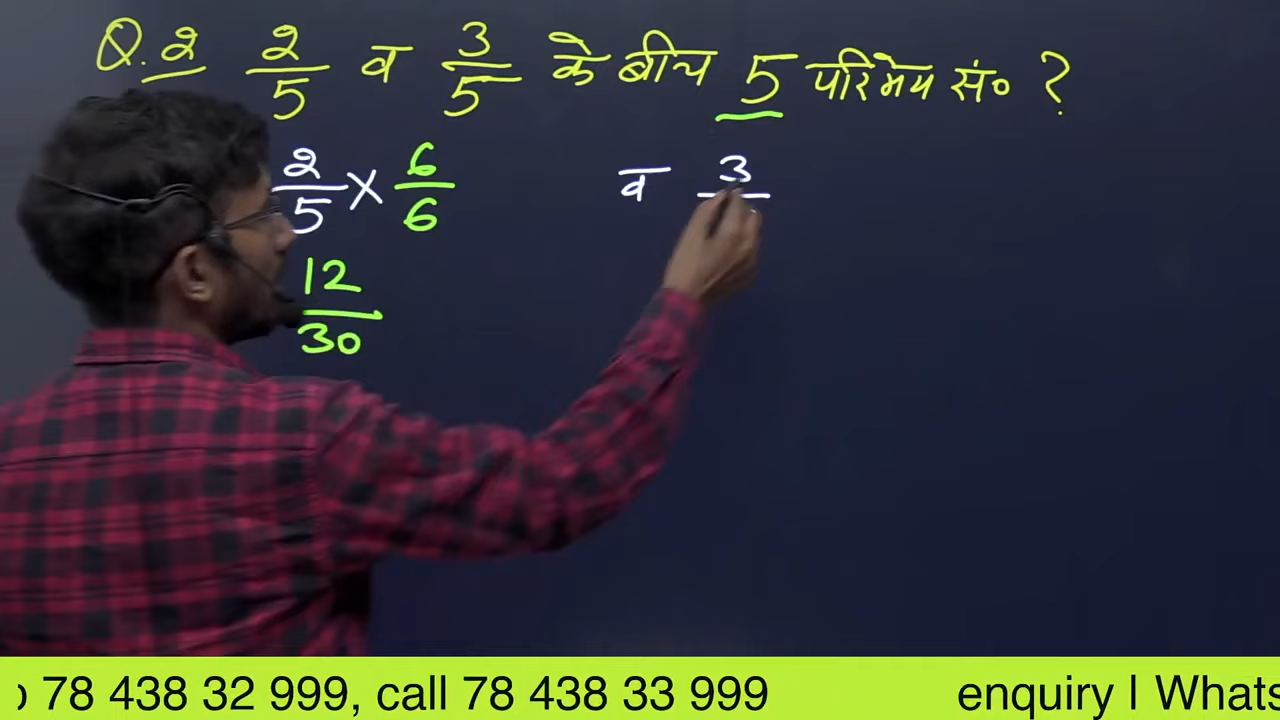 Q.2 2/5 व 3/5 के बीच 5 परिमेय सं० ?
2/5 X 6/6 व 3
12/30
78 438 32 999, call 78 438 33 999 enquiry | Whats